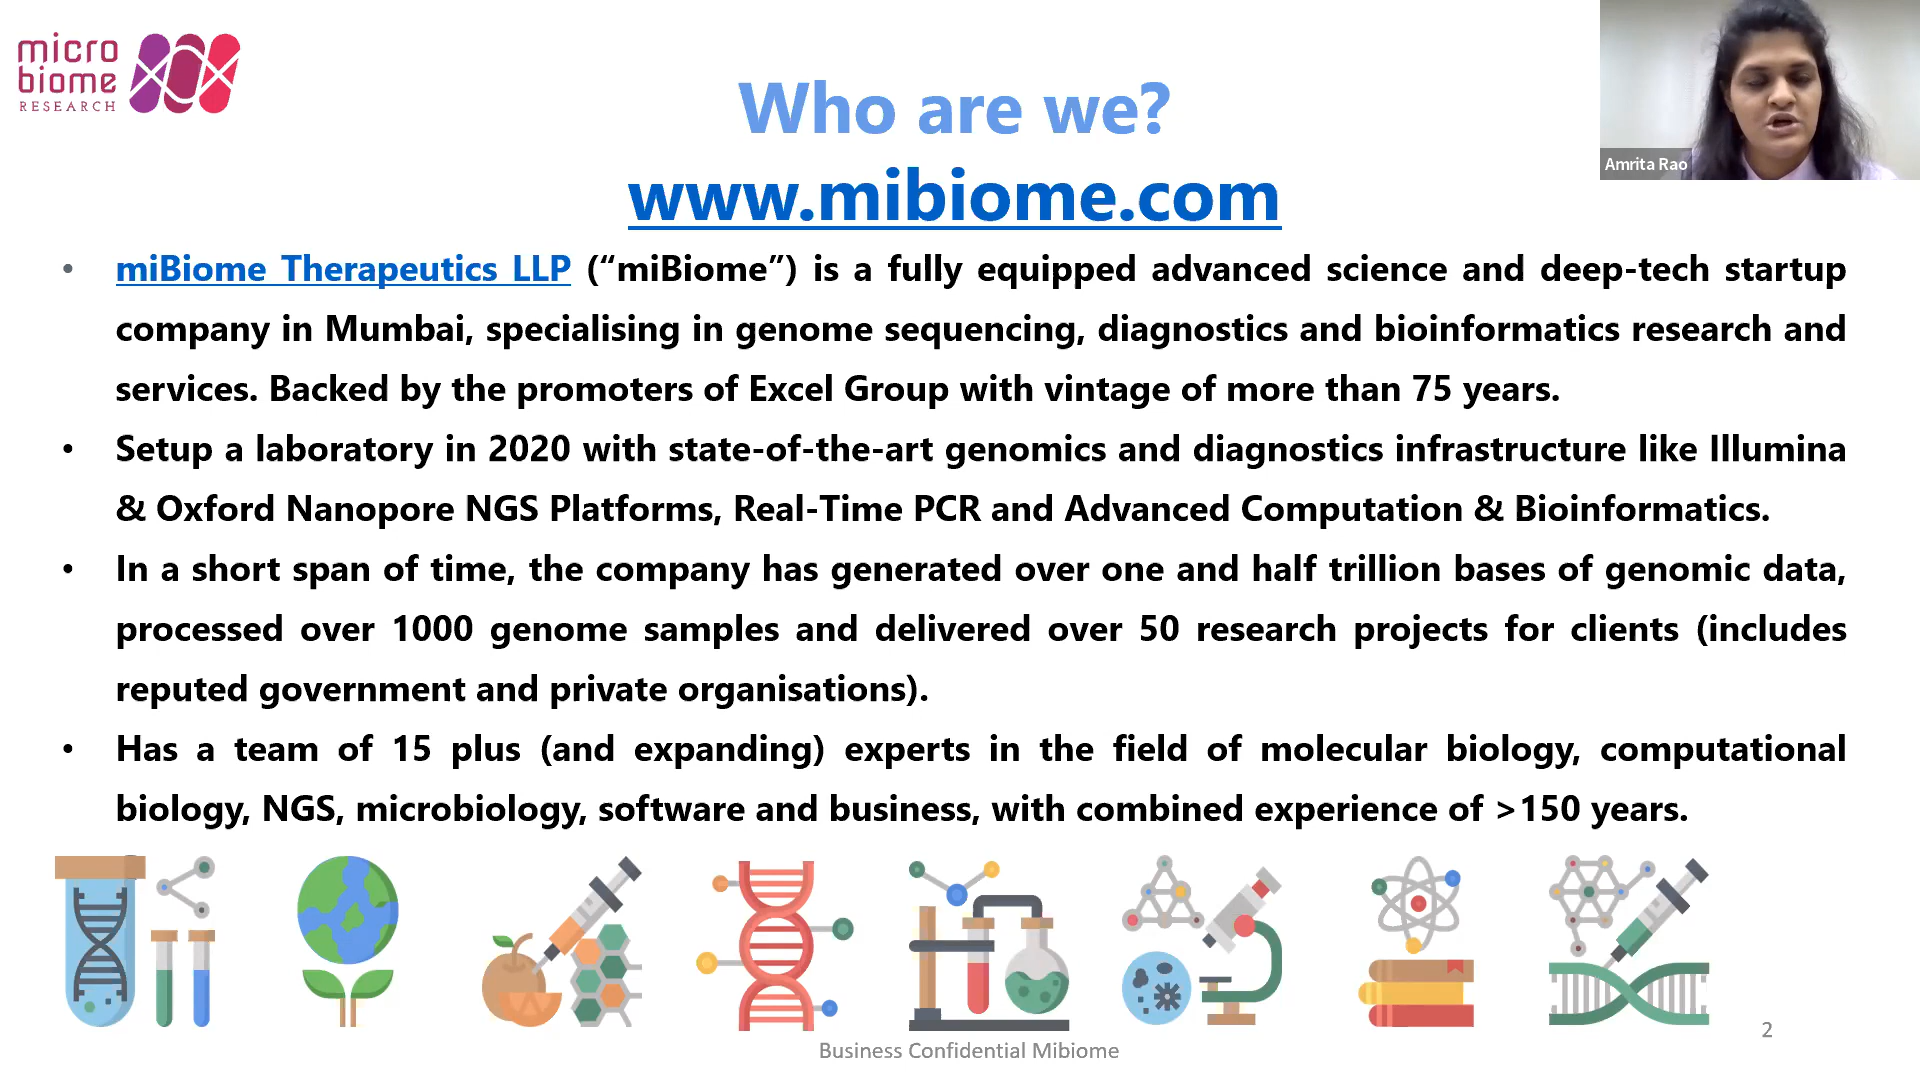 micro
biome
RESEARCH
Who are we?
www.mibiome.com
Amrita Rao
• miBiome Therapeutics LLP (“miBiome”) is a fully equipped advanced science and deep-tech startup
company in Mumbai, specialising in genome sequencing, diagnostics and bioinformatics research and
services. Backed by the promoters of Excel Group with vintage of more than 75 years.
• Setup a laboratory in 2020 with state-of-the-art genomics and diagnostics infrastructure like Illumina
& Oxford Nanopore NGS Platforms, Real-Time PCR and Advanced Computation & Bioinformatics.
• In a short span of time, the company has generated over one and half trillion bases of genomic data,
processed over 1000 genome samples and delivered over 50 research projects for clients (includes
reputed government and private organisations).
• Has a team of 15 plus (and expanding) experts in the field of molecular biology, computational
biology, NGS, microbiology, software and business, with combined experience of >150 years.
2
Business Confidential Mibiome